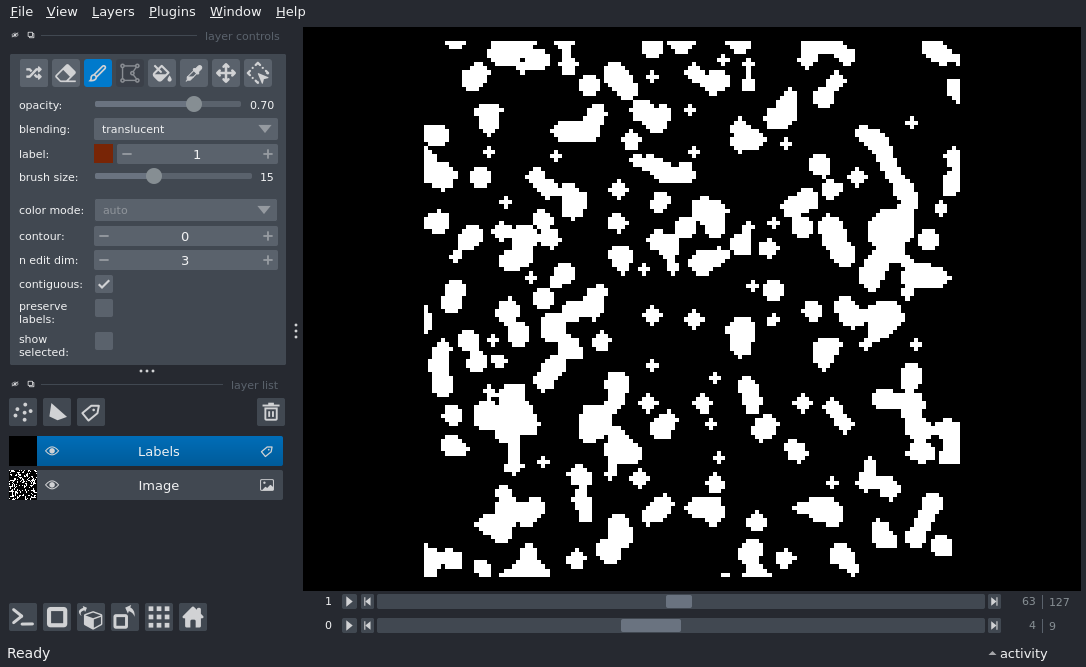 File View Layers Plugins Window Help
layer controls
opacity: 0.70
blending: translucent
label: 1
brush size: 15
color mode: auto
contour: 0
n edit dim: 3
contiguous:
preserve
labels:
show
selected:
layer list
Labels
Image
1 63 127
0 4 9
Ready activity